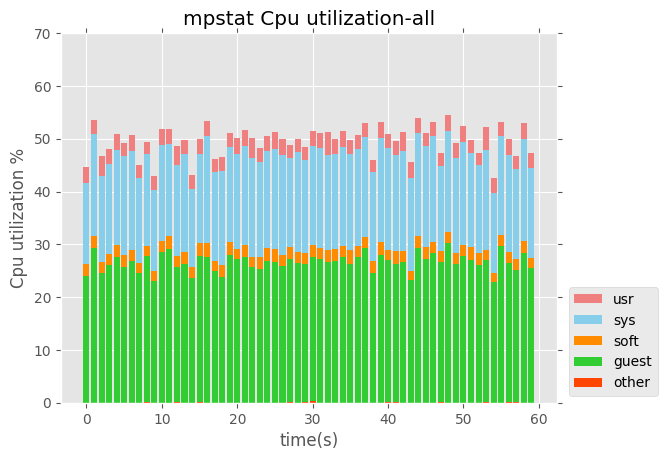 mpstat Cpu utilization-all
70
60
50
40
30
20
10
0
Cpu utilization %
0 10 20 30 40 50 60
time(s)
usr
sys
soft
guest
other